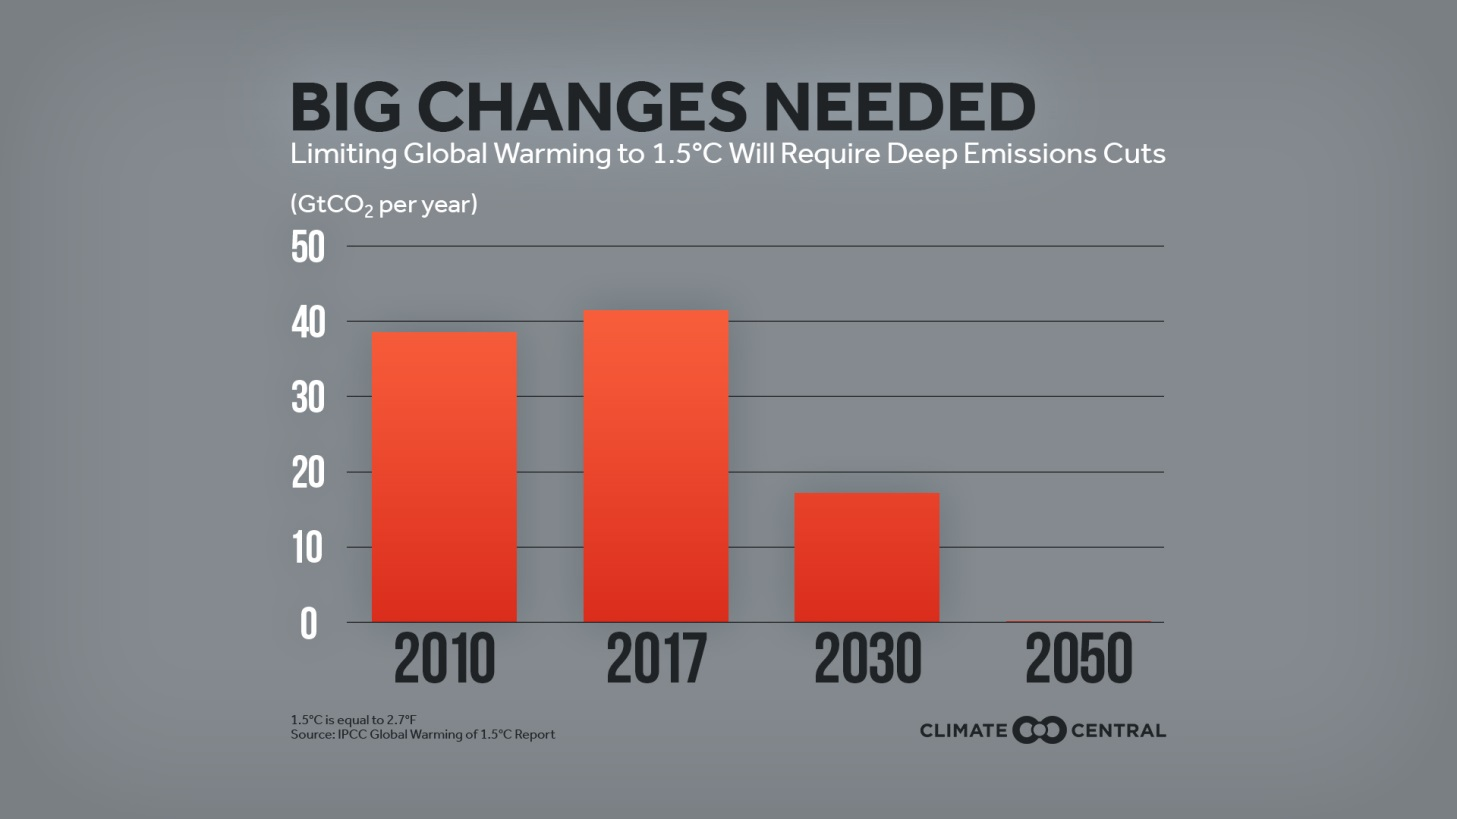 BIG CHANGES NEEDED
Limiting Global Warming to 1.5°C Will Require Deep Emissions Cuts
(GtCO₂ per year)
50
40
30
20
10
0
2010 2017 2030 2050
1.5°C is equal to 2.7°F
Source: IPCC Global Warming of 1.5°C Report
CLIMATE CENTRAL